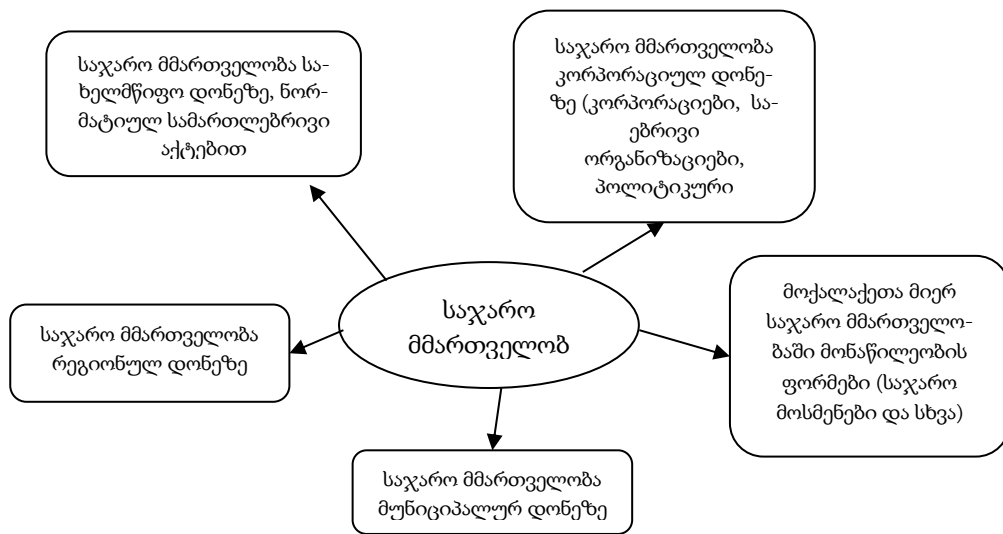 საჯარო მმართველობა სა-
ხელმწიფო დონეზე, ნორ-
მატიულ სამართლებრივი
აქტებით
საჯარო მმართველობა
კორპორაციულ დონე-
ზე (კორპორაციები, სა-
ებრივი
ორგანიზაციები,
პოლიტიკური
საჯარო
მმართველობ
საჯარო მმართველობა
რეგიონულ დონეზე
მოქალაქეთა მიერ
საჯარო მმართველო-
ბაში მონაწილეობის
ფორმები (საჯარო
მოსმენები და სხვა)
საჯარო მმართველობა
მუნიციპალურ დონეზე